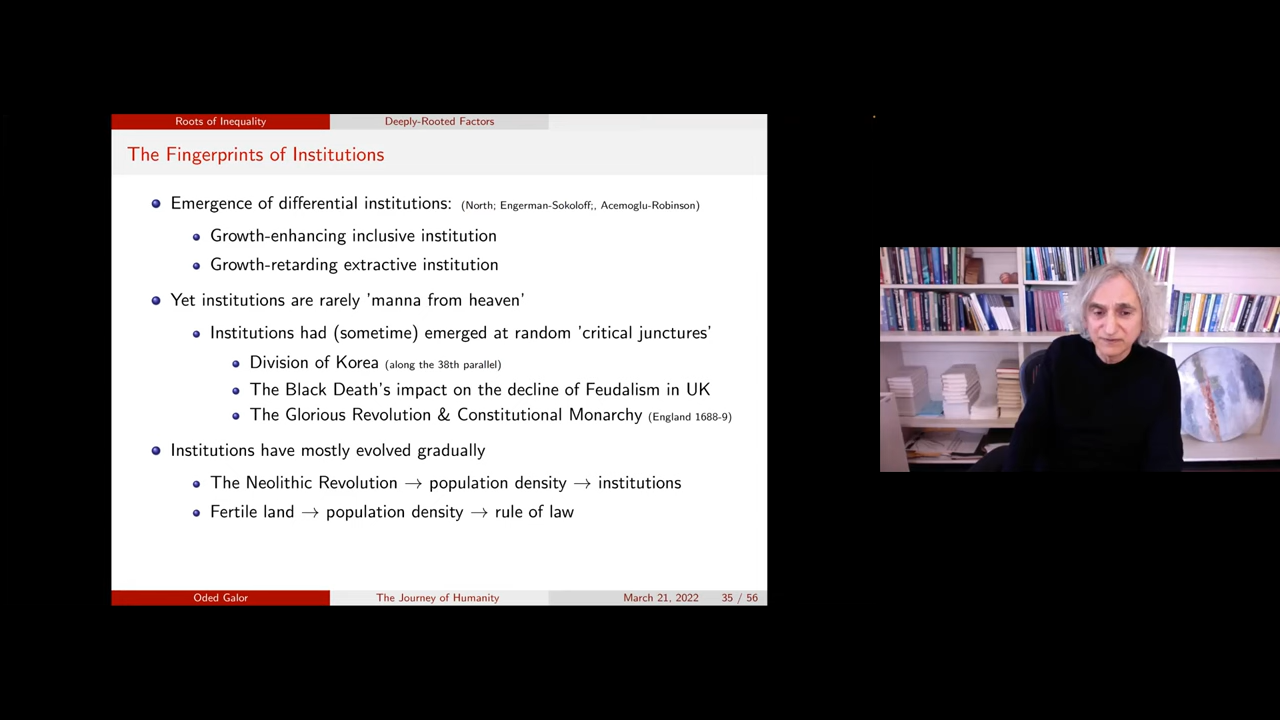 Roots of Inequality
Deeply-Rooted Factors
The Fingerprints of Institutions
Emergence of differential institutions: (North; Engerman-Sokoloff;, Acemoglu-Robinson)
Growth-enhancing inclusive institution
Growth-retarding extractive institution
Yet institutions are rarely 'manna from heaven'
Institutions had (sometime) emerged at random 'critical junctures'
Division of Korea (along the 38th parallel)
The Black Death's impact on the decline of Feudalism in UK
The Glorious Revolution & Constitutional Monarchy (England 1688-9)
Institutions have mostly evolved gradually
The Neolithic Revolution → population density → institutions
Fertile land → population density → rule of law
Oded Galor
The Journey of Humanity
March 21, 2022 35 / 56